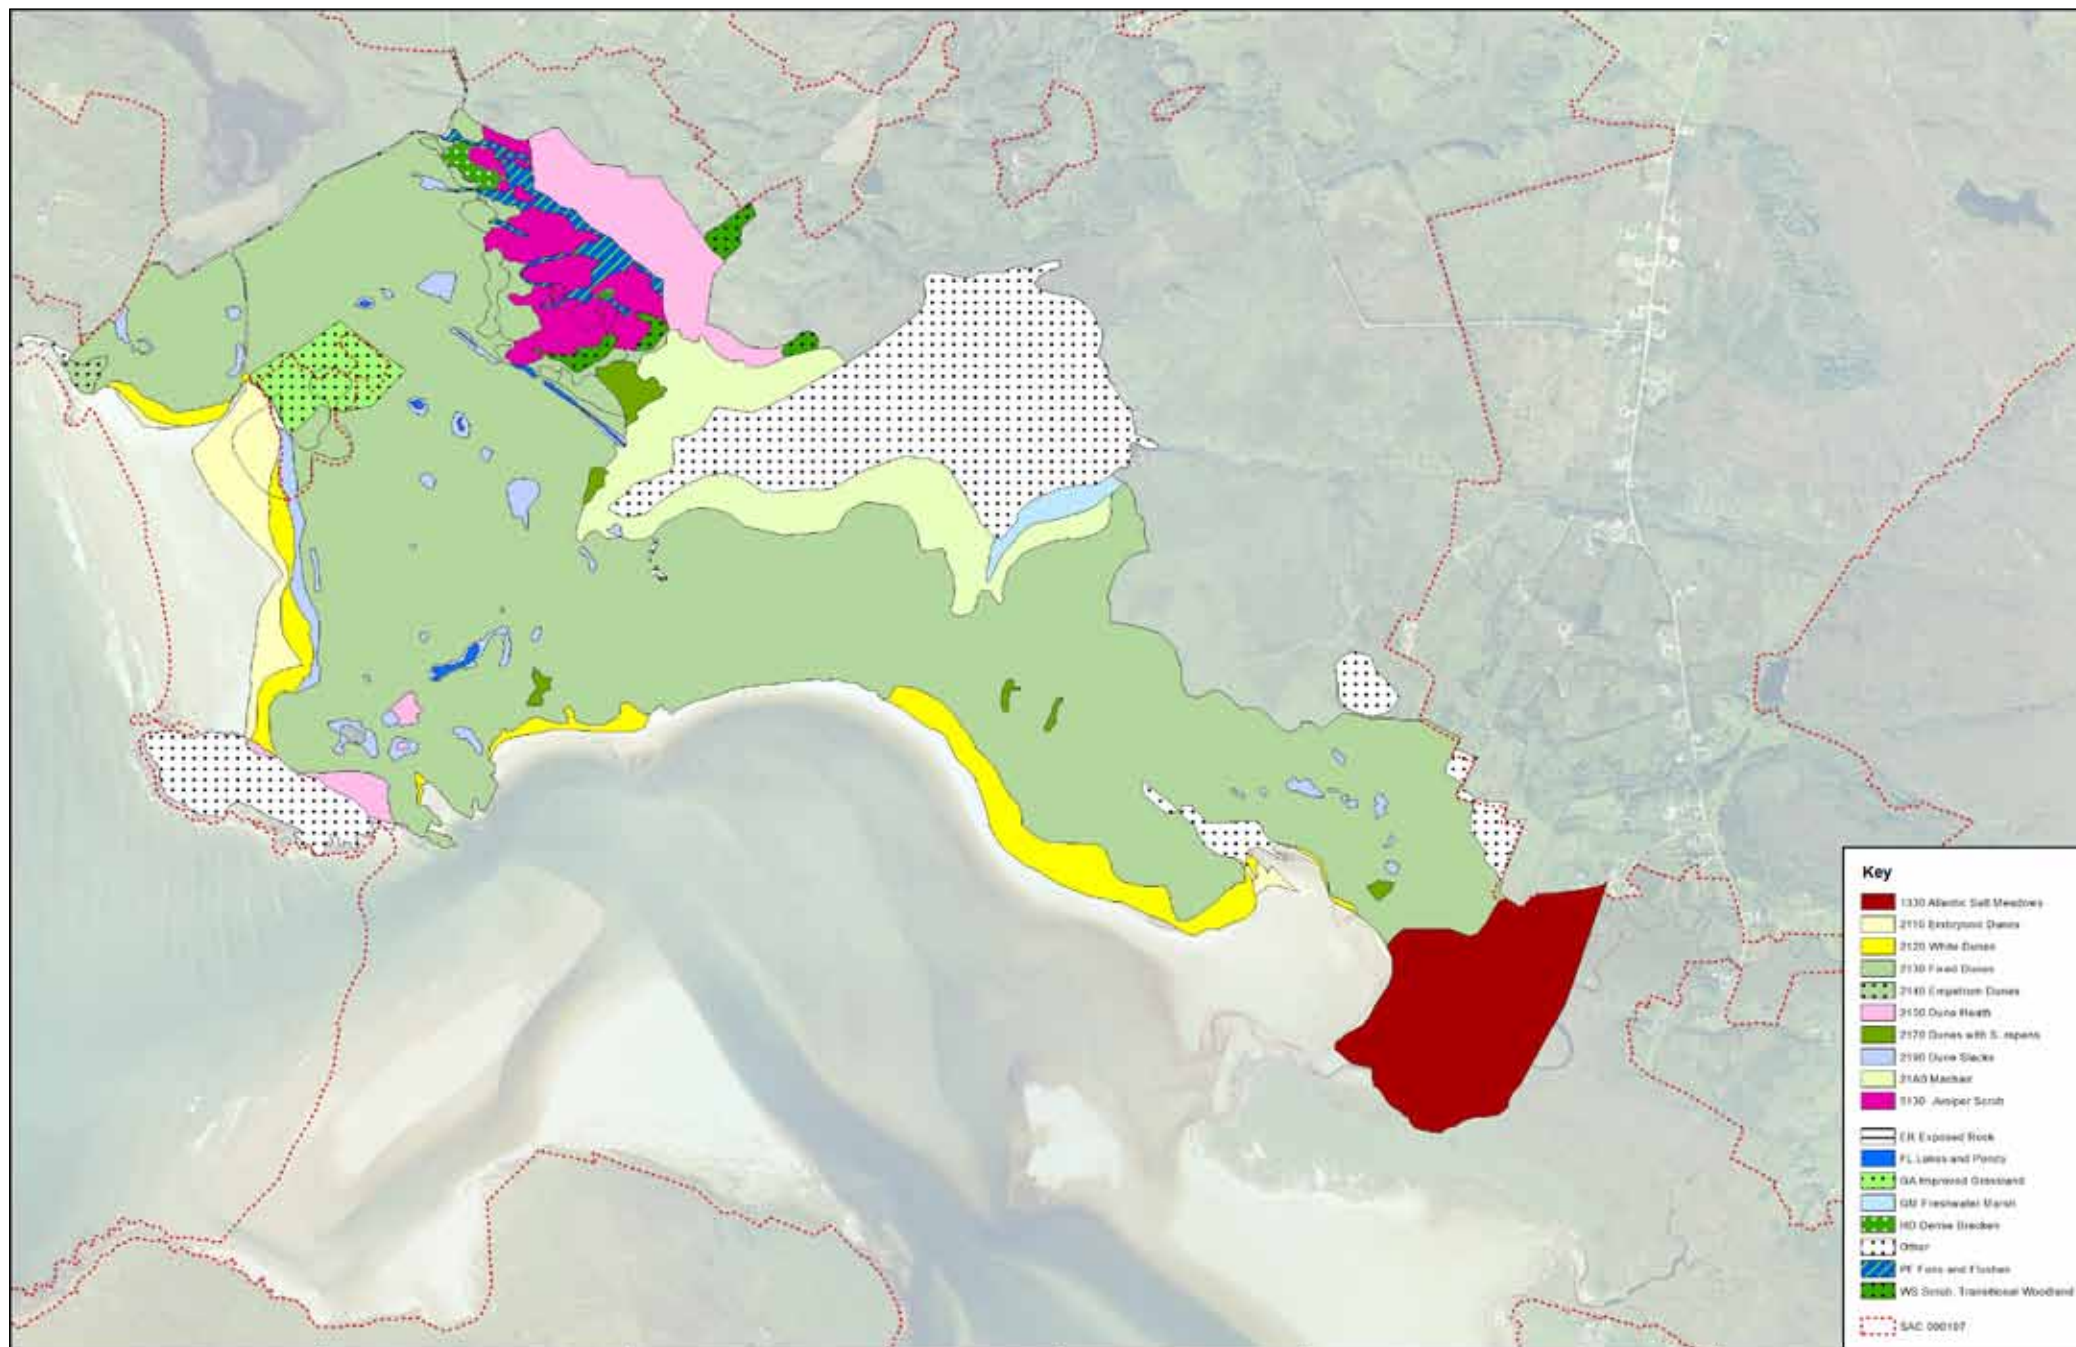 Key
1330 Atlantic Salt Meadows
2110 Embryonic Dunes
2120 White Dunes
2130 Fixed Dunes
2140 Empetrum Dunes
2150 Dune Heath
2170 Dunes with S. repens
2190 Dune Slacks
21A0 Machair
5130 Juniper Scrub
ER Exposed Rock
FL Lakes and Ponds
GA Improved Grassland
GM Freshwater Marsh
HD Dense Bracken
Other
PF Fens and Flushes
WS Scrub, Transitional Woodland
SAC 000197